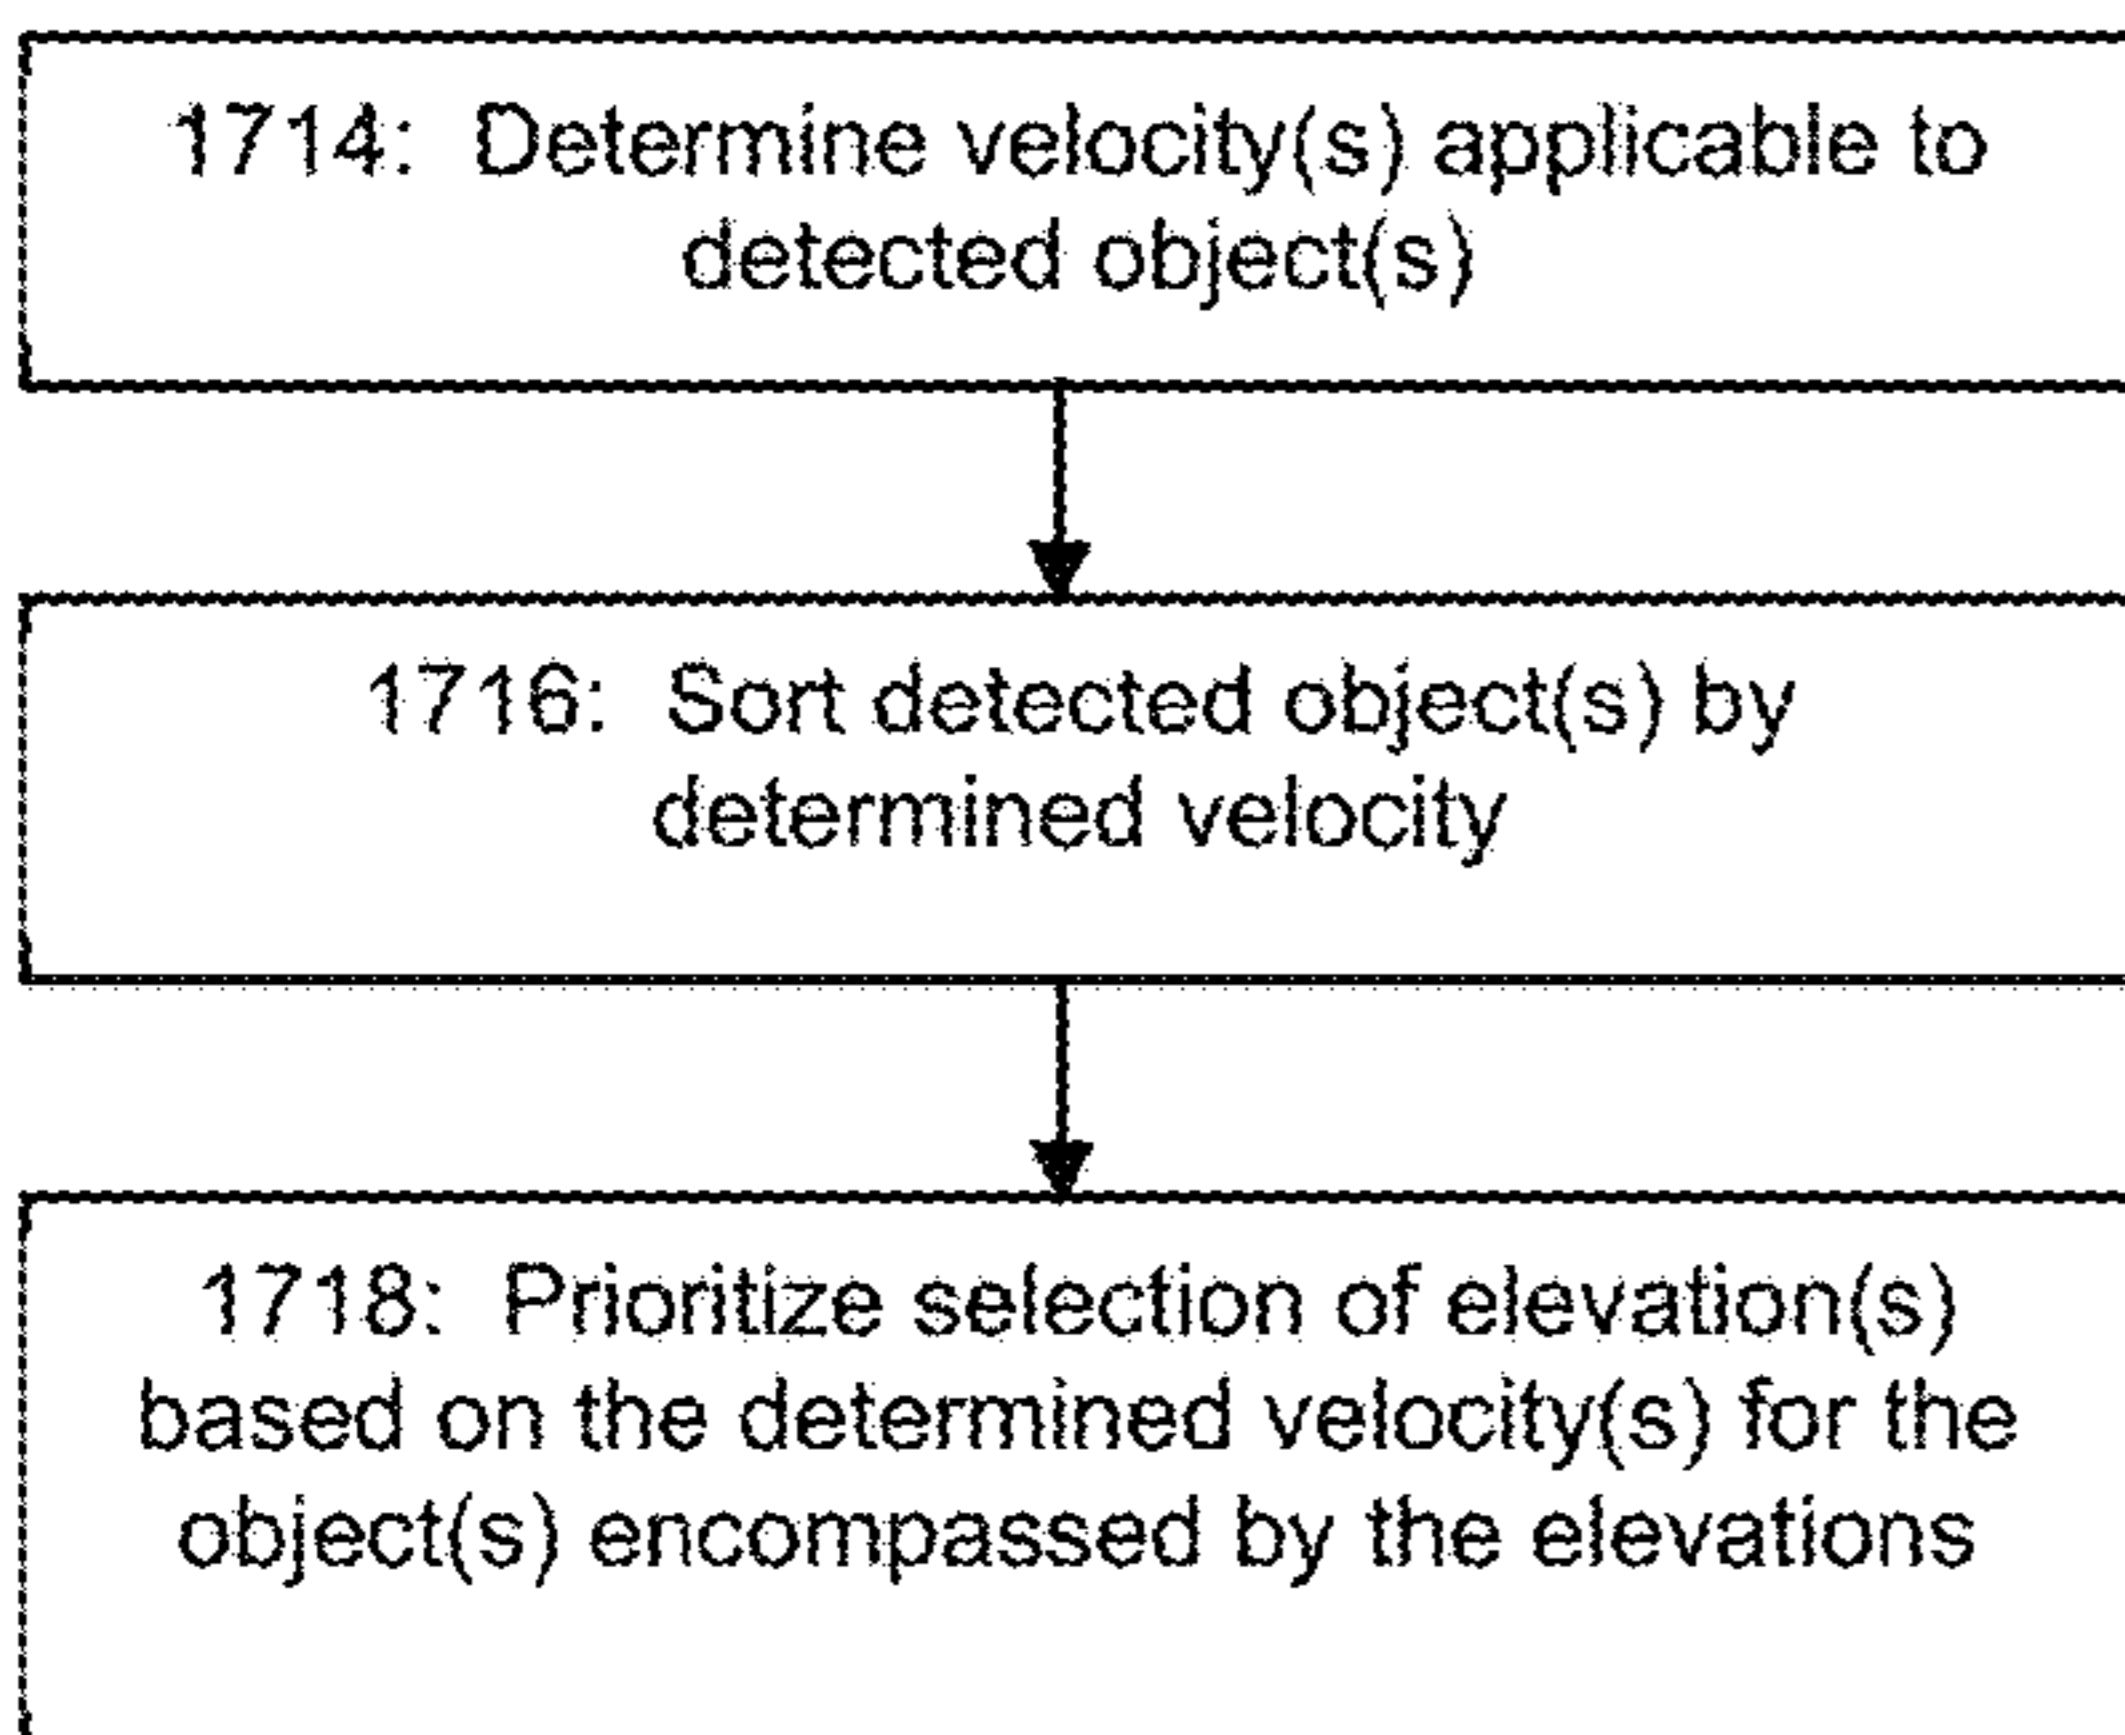 1714: Determine velocity(s) applicable to
detected object(s)
1716: Sort detected object(s) by
determined velocity
1718: Prioritize selection of elevation(s)
based on the determined velocity(s) for the
object(s) encompassed by the elevations